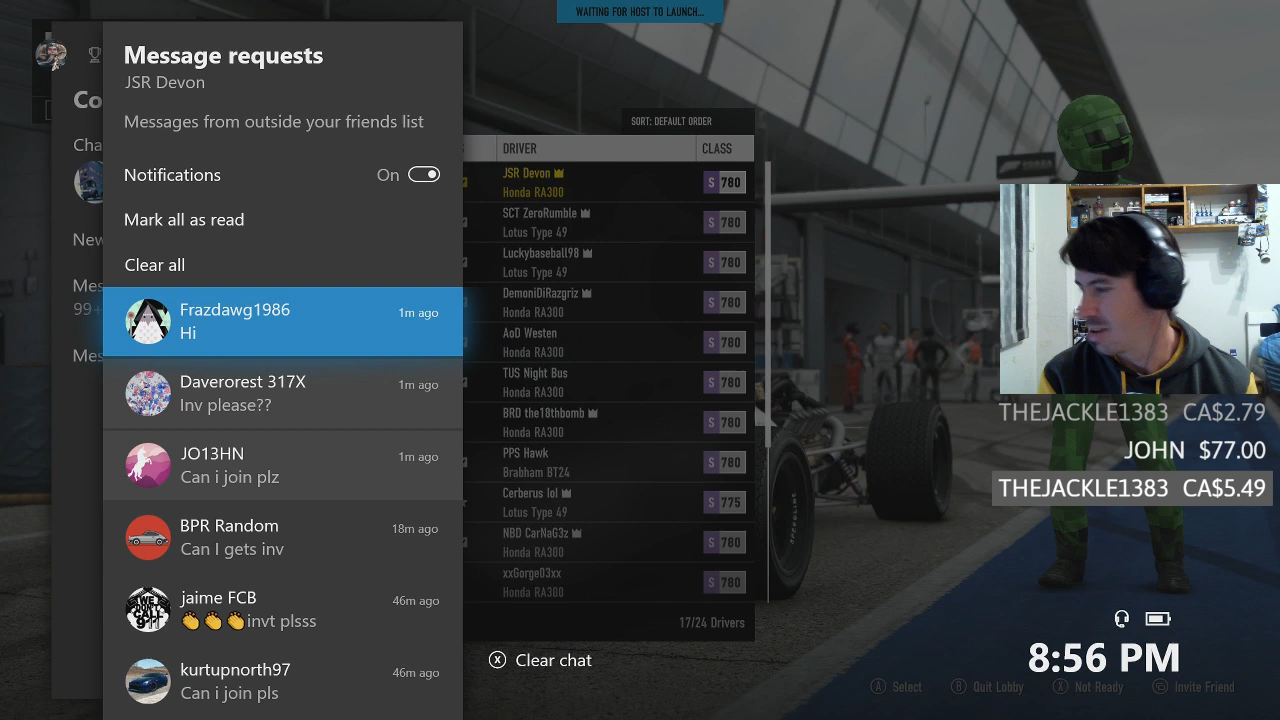 WAITING FOR HOST TO LAUNCH...
Message requests
JSR Devon
Messages from outside your friends list
Notifications On
Mark all as read
Clear all
Frazdawg1986 1m ago
Hi
Daverorest 317X 1m ago
Inv please??
JO13HN 1m ago
Can i join plz
BPR Random 18m ago
Can I gets inv
jaime FCB 46m ago
👏 👏 👏invt plsss
kurtupnorth97 46m ago
Can i join pls
Co
Cha
New
Mes
99+
Mes
SORT: DEFAULT ORDER
DRIVER CLASS
JSR Devon
Honda RA300 S 780
SCT ZeroRumble
Lotus Type 49 S 780
Luckybaseball98
Lotus Type 49 S 780
DemoniDiRazgriz
Honda RA300 S 780
AoD Westen
Honda RA300 S 780
TUS Night Bus
Honda RA300 S 780
BRD the18thbomb
Honda RA300 S 780
PPS Hawk
Brabham BT24 S 780
Cerberus lol
Lotus Type 49 S 775
NBD CarNaG3z
Honda RA300 S 780
xxGorge03xx
Honda RA300 S 780
17/24 Drivers
X Clear chat
THEJACKLE1383 CA$2.79
JOHN $77.00
THEJACKLE1383 CA$5.49
8:56 PM
A Select B Quit Lobby X Not Ready Invite Friend